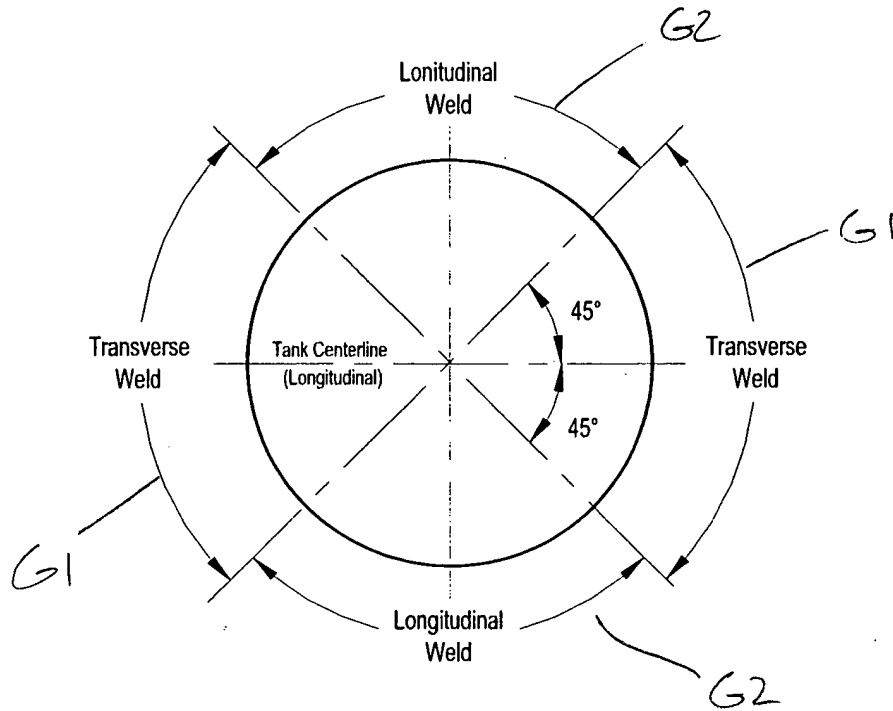 G2
Lonitudinal
Weld
G1
45°
Transverse
Weld
Tank Centerline
(Longitudinal)
Transverse
Weld
45°
G1
Longitudinal
Weld
G2